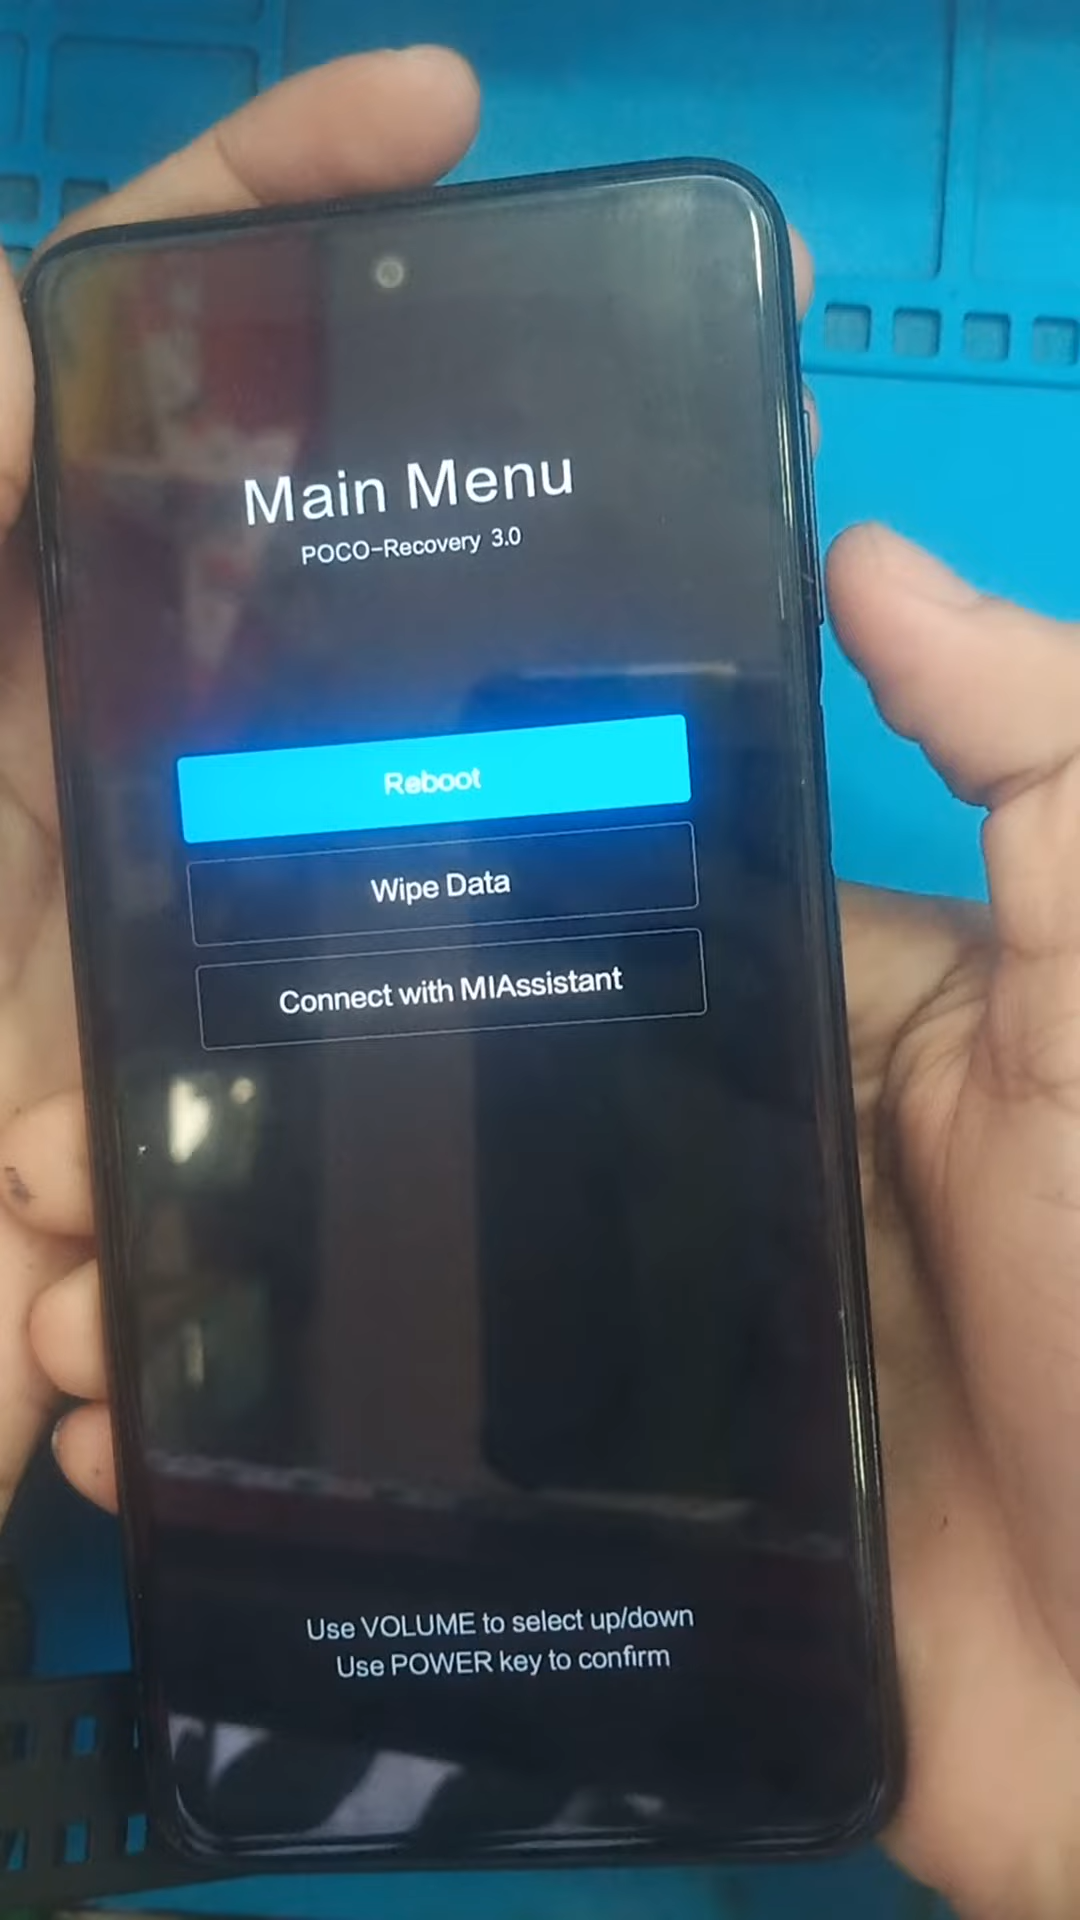 Main Menu
POCO-Recovery 3.0
Reboot
Wipe Data
Connect with MIAssistant
Use VOLUME to select up/down
Use POWER key to confirm